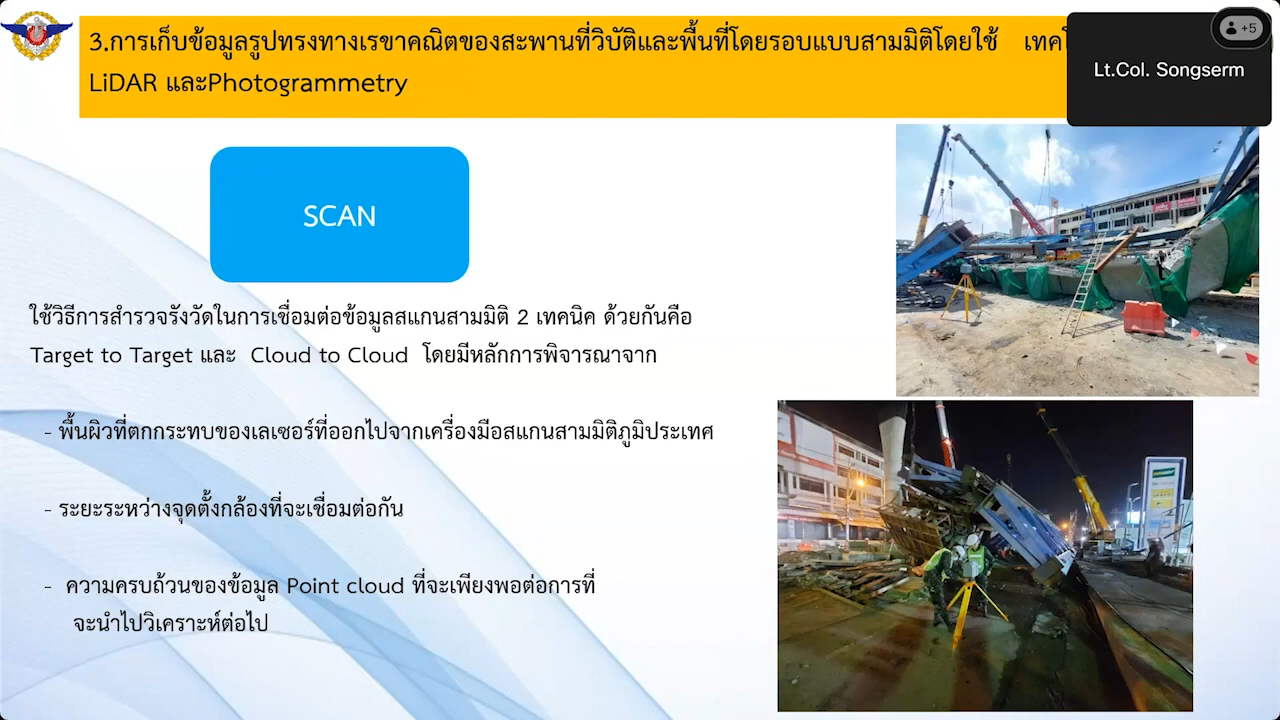 3.การเก็บข้อมูลรูปทรงทางเรขาคณิตของสะพานที่วิบัติและพื้นที่โดยรอบแบบสามมิติโดยใช้
LiDAR และPhotogrammetry
+5
Lt.Col. Songserm
SCAN
ใช้วิธีการสำรวจรังวัดในการเชื่อมต่อข้อมูลสแกนสามมิติ 2 เทคนิค ด้วยกันคือ
Target to Target และ Cloud to Cloud โดยมีหลักการพิจารณาจาก
- พื้นผิวที่ตกกระทบของเลเซอร์ที่ออกไปจากเครื่องมือสแกนสามมิติภูมิประเทศ
- ระยะระหว่างจุดตั้งกล้องที่จะเชื่อมต่อกัน
- ความครบถ้วนของข้อมูล Point cloud ที่จะเพียงพอต่อการที่
จะนำไปวิเคราะห์ต่อไป